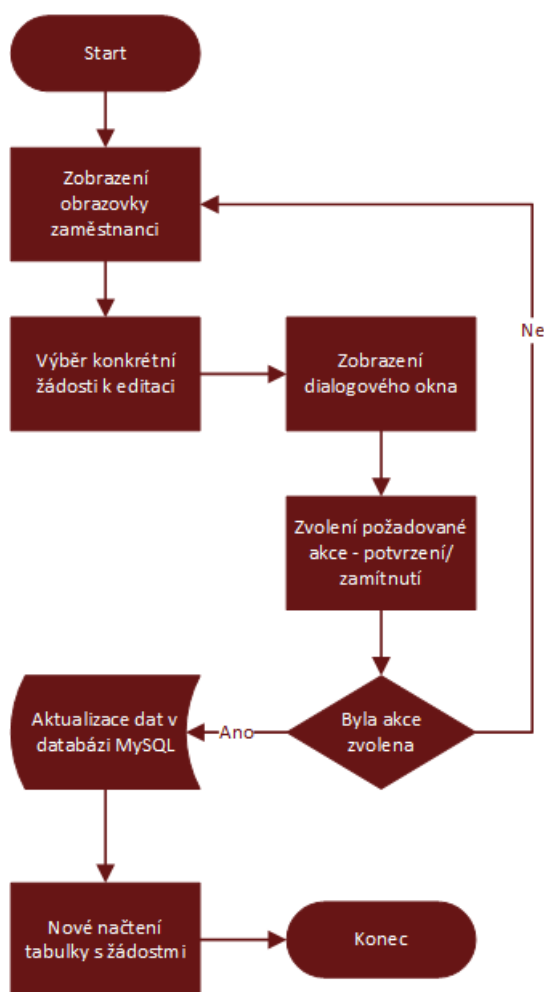 Start
Zobrazení
obrazovky
zaměstnanci
Ne
Výběr konkrétní
žádosti k editaci
Zobrazení
dialogového okna
Zvolení požadované
akce - potvrzení/
zamítnutí
Byla akce
zvolena
Ano
Aktualizace dat v
databázi MySQL
Nové načtení
tabulky s žádostmi
Konec